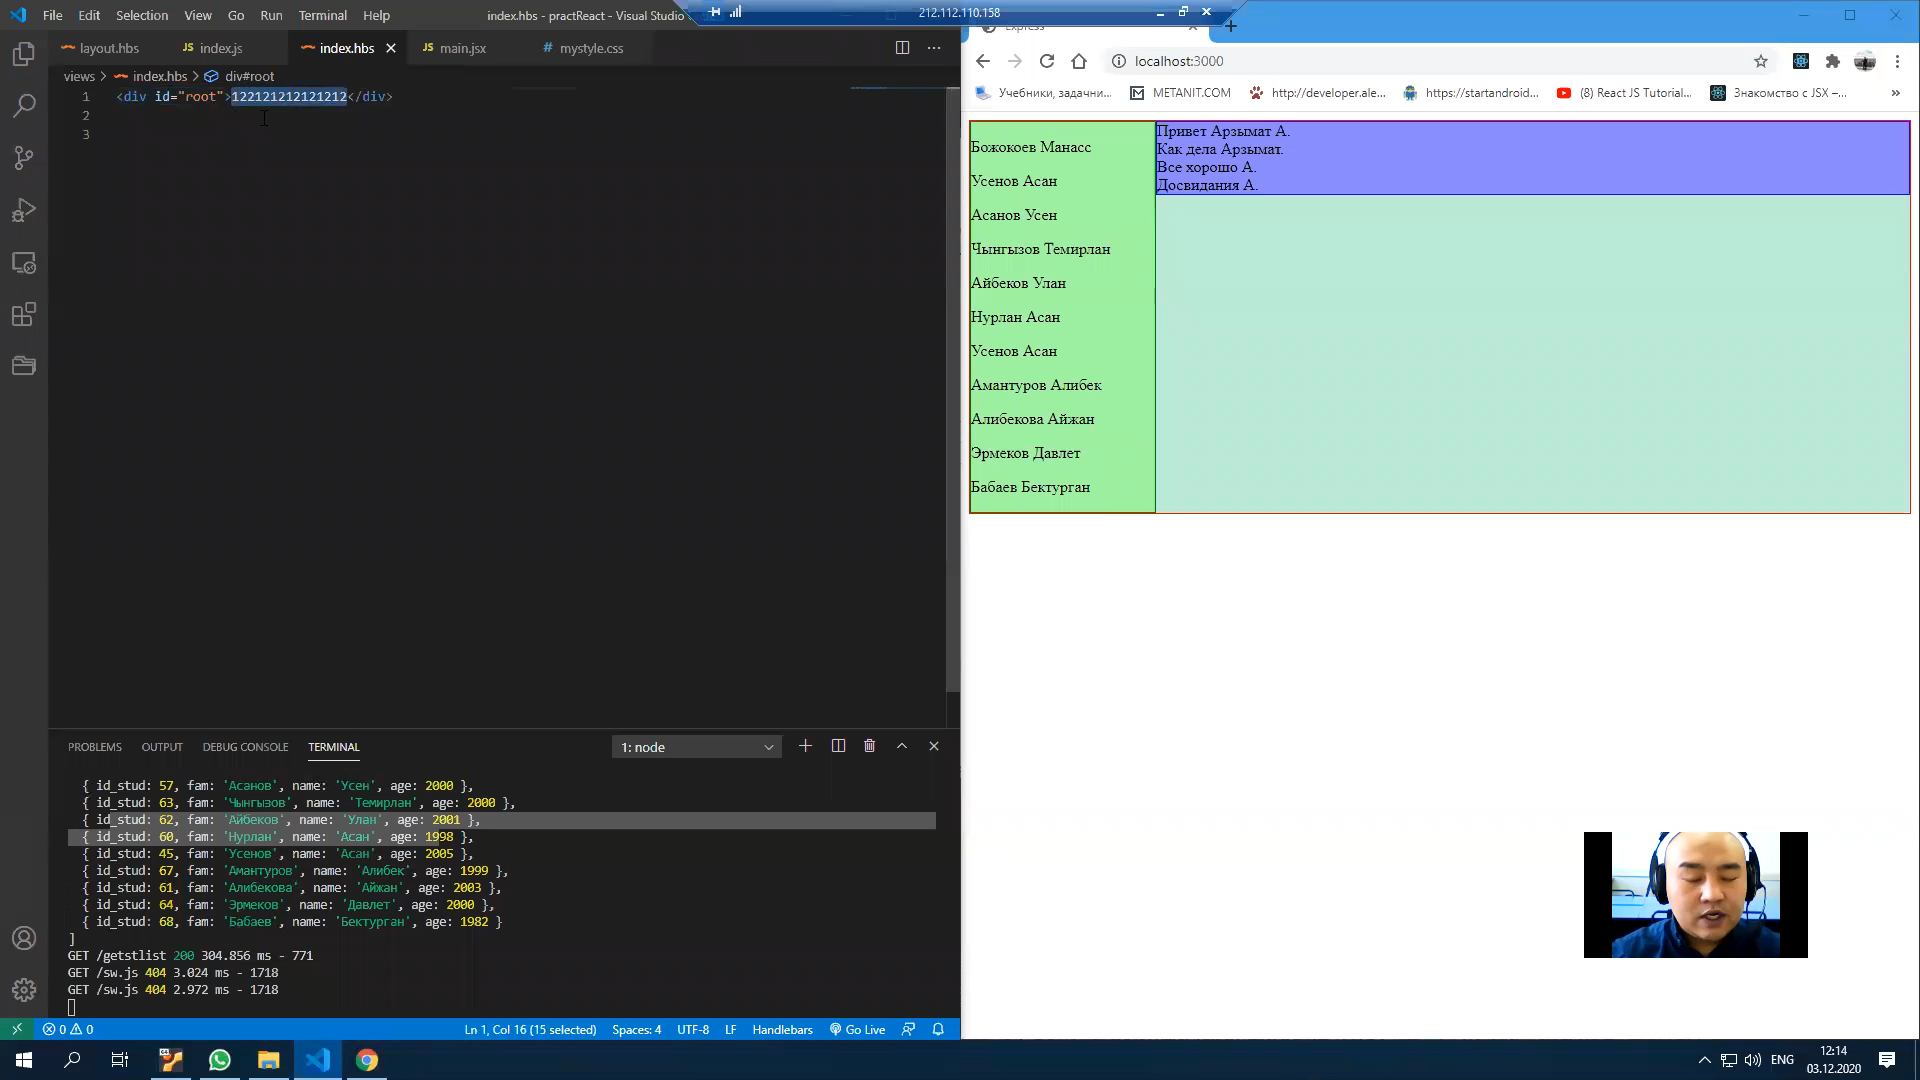 File Edit Selection View Go Run Terminal Help
index.hbs - practReact - Visual Studio
212.112.110.158
layout.hbs
index.js
index.hbs
main.jsx
mystyle.css
views > index.hbs > div#root
1 <div id="root">122121212121212</div>
2
3
PROBLEMS OUTPUT DEBUG CONSOLE TERMINAL
1: node
{ id_stud: 57, fam: 'Асанов', name: 'Усен', age: 2000 },
{ id_stud: 63, fam: 'Чынгызов', name: 'Темирлан', age: 2000 },
{ id_stud: 62, fam: 'Айбеков', name: 'Улан', age: 2001 },
{ id_stud: 60, fam: 'Нурлан', name: 'Асан', age: 1998 },
{ id_stud: 45, fam: 'Усенов', name: 'Асан', age: 2005 },
{ id_stud: 67, fam: 'Амантуров', name: 'Алибек', age: 1999 },
{ id_stud: 61, fam: 'Алибекова', name: 'Айжан', age: 2003 },
{ id_stud: 64, fam: 'Эрмеков', name: 'Давлет', age: 2000 },
{ id_stud: 68, fam: 'Бабаев', name: 'Бектурган', age: 1982 }
]
GET /getstlist 200 304.856 ms - 771
GET /sw.js 404 3.024 ms - 1718
GET /sw.js 404 2.972 ms - 1718
0 0
Ln 1, Col 16 (15 selected) Spaces: 4 UTF-8 LF Handlebars Go Live
Express
localhost:3000
Учебники, задачни...
METANIT.COM
http://developer.ale...
https://startandroid...
(8) React JS Tutorial...
Знакомство с JSX –...
»
Божокоев Манасс
Усенов Асан
Асанов Усен
Чынгызов Темирлан
Айбеков Улан
Нурлан Асан
Усенов Асан
Амантуров Алибек
Алибекова Айжан
Эрмеков Давлет
Бабаев Бектурган
Привет Арзымат А.
Как дела Арзымат.
Все хорошо А.
Досвидания А.
64
ENG
12:14
03.12.2020